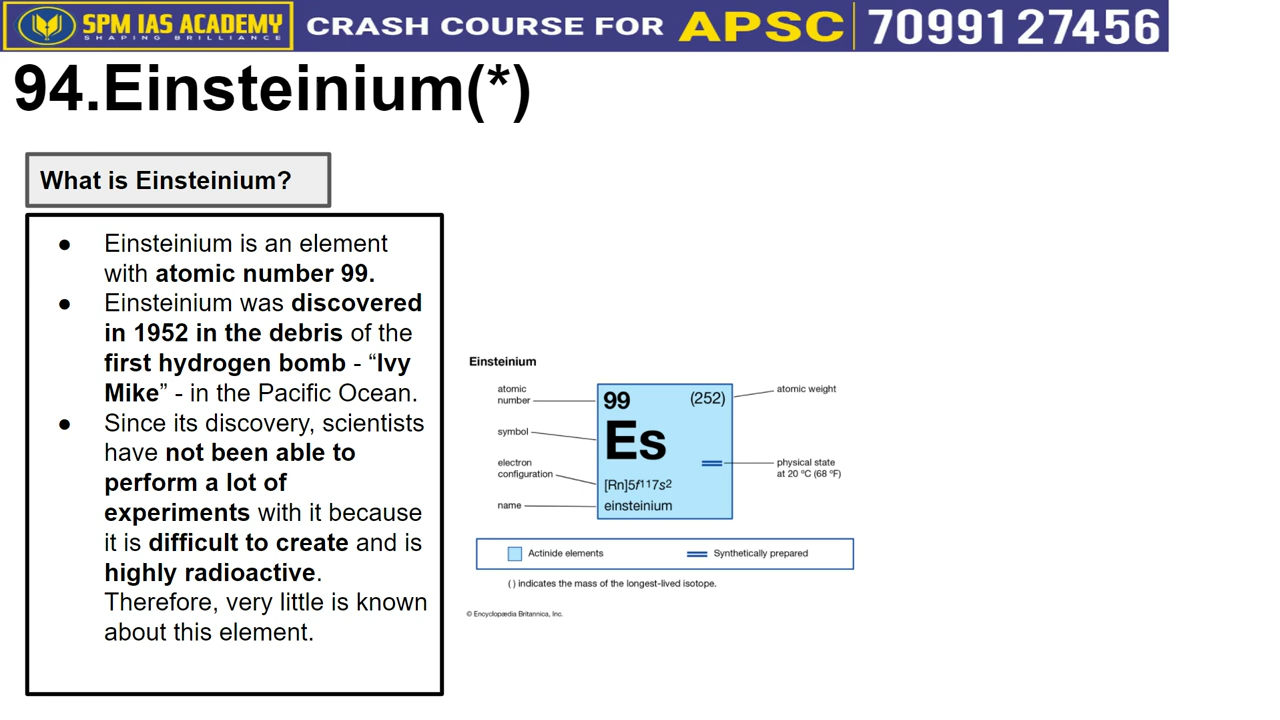 SPM IAS ACADEMY
SHAPING BRILLIANCE
CRASH COURSE FOR APSC 70991 27456
94.Einsteinium(*)
What is Einsteinium?
● Einsteinium is an element
with atomic number 99.
● Einsteinium was discovered
in 1952 in the debris of the
first hydrogen bomb - “Ivy
Mike” - in the Pacific Ocean.
● Since its discovery, scientists
have not been able to
perform a lot of
experiments with it because
it is difficult to create and is
highly radioactive.
Therefore, very little is known
about this element.
Einsteinium
atomic
number
99
(252)
atomic weight
symbol
Es
electron
configuration
[Rn]5f¹¹7s²
physical state
at 20 °C (68 °F)
name
einsteinium
Actinide elements
Synthetically prepared
( ) indicates the mass of the longest-lived isotope.
© Encyclopædia Britannica, Inc.